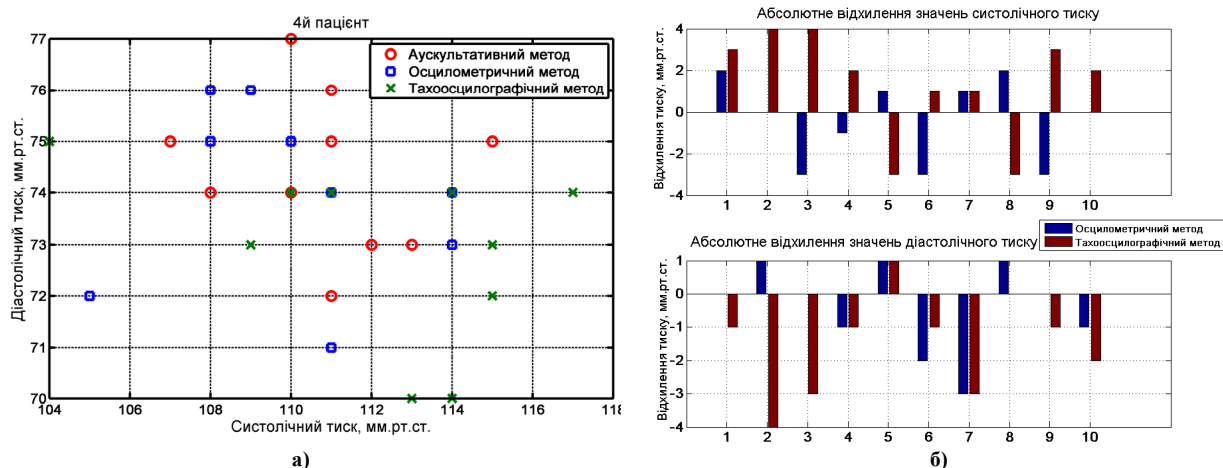 4й пацієнт
77
76
75
74
73
72
71
70
104
106
108
110
112
114
116
118
Діастолічний тиск, мм.рт.ст.
Систолічний тиск, мм.рт.ст.
Аускультативний метод
Осцилометричний метод
Тахоосцилографічний метод
а)
Абсолютне відхилення значень систолічного тиску
4
2
0
-2
-4
1 2 3 4 5 6 7 8 9 10
Відхилення тиску, мм.рт.ст.
Осцилометричний метод
Тахоосцилографічний метод
Абсолютне відхилення значень діастолічного тиску
1
0
-1
-2
-3
-4
1 2 3 4 5 6 7 8 9 10
Відхилення тиску, мм.рт.ст.
б)